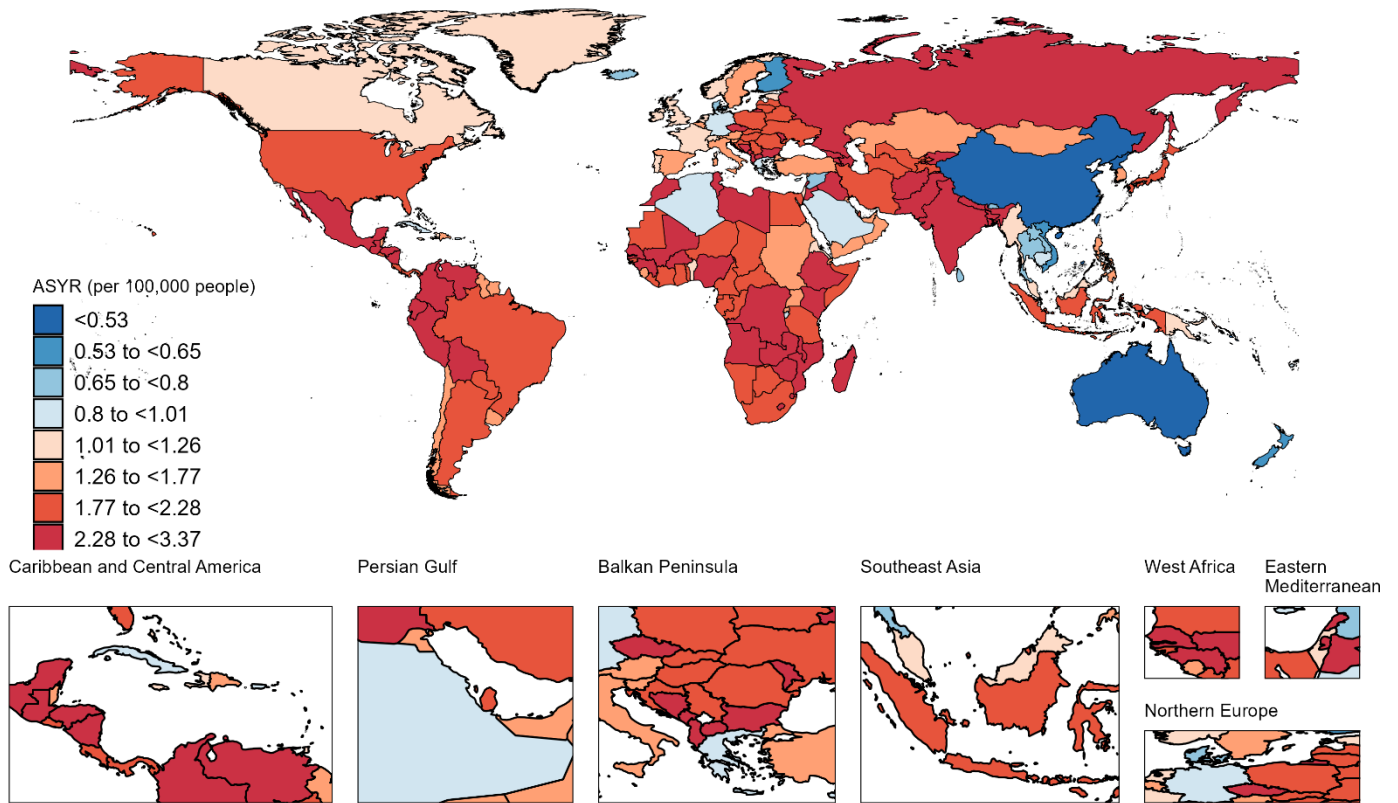 ASYR (per 100,000 people)
<0.53
0.53 to <0.65
0.65 to <0.8
0.8 to <1.01
1.01 to <1.26
1.26 to <1.77
1.77 to <2.28
2.28 to <3.37
Caribbean and Central America
Persian Gulf
Balkan Peninsula
Southeast Asia
West Africa
Eastern
Mediterranean
Northern Europe